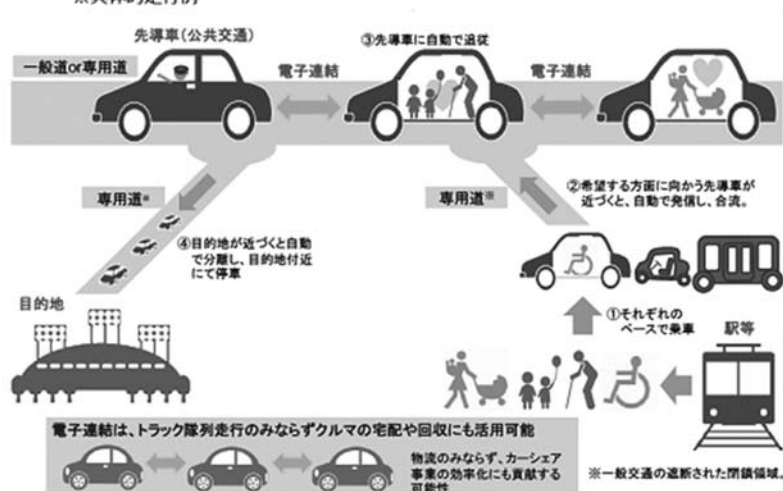 先導車(公共交通)
③先導車に自動で追従
一般道or専用道
電子連結
電子連結
専用道※
専用道※
②希望する方面に向かう先導車が
近づくと、自動で発信し、合流。
④目的地が近づくと自動
で分離し、目的地付近
にて停車
目的地
①それぞれの
ペースで乗車
駅等
電子連結は、トラック隊列走行のみならずクルマの宅配や回収にも活用可能
物流のみならず、カーシェア
事業の効率化にも貢献する
可能性
※一般交通の遮断された閉鎖領域。